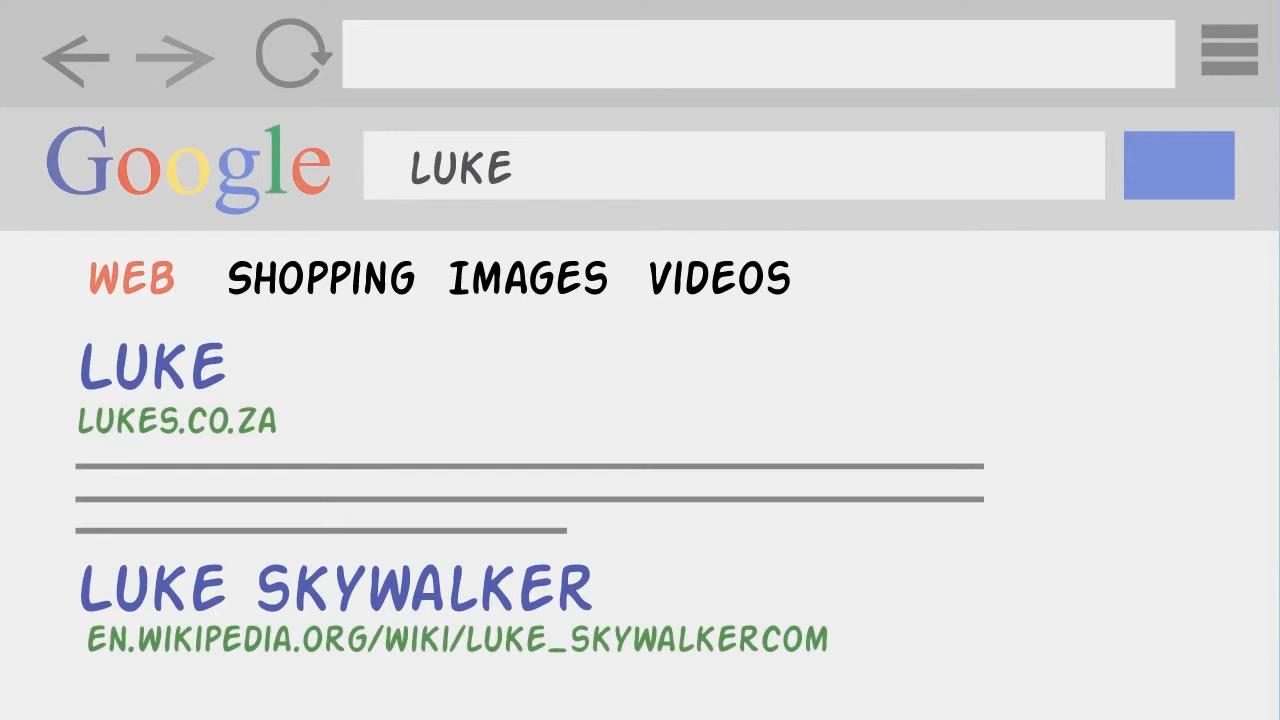 Google LUKE
WEB SHOPPING IMAGES VIDEOS
LUKE
LUKES.CO.ZA
LUKE SKYWALKER
EN.WIKIPEDIA.ORG/WIKI/LUKE_SKYWALKERCOM